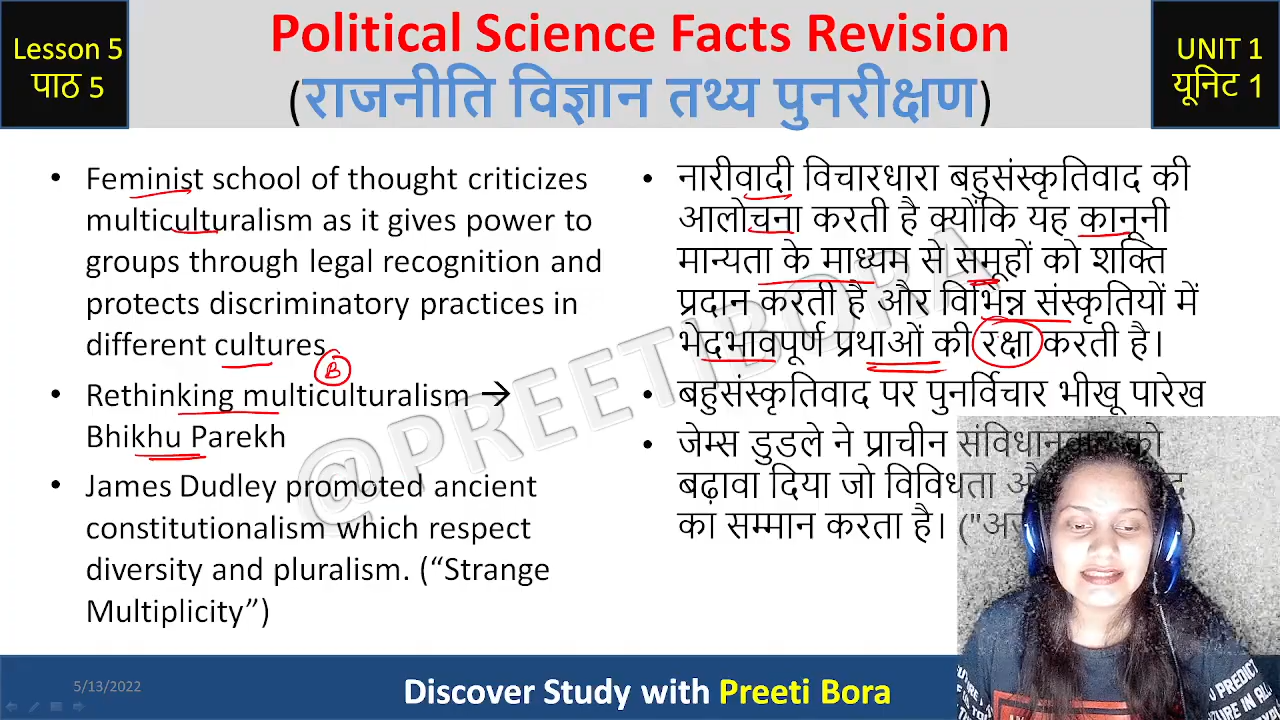 Lesson 5
पाठ 5
Political Science Facts Revision
(राजनीति विज्ञान तथ्य पुनरीक्षण)
UNIT 1
यूनिट 1
• Feminist school of thought criticizes
multiculturalism as it gives power to
groups through legal recognition and
protects discriminatory practices in
different cultures.
B
• Rethinking multiculturalism →
Bhikhu Parekh
• James Dudley promoted ancient
constitutionalism which respect
diversity and pluralism. (“Strange
Multiplicity”)
• नारीवादी विचारधारा बहुसंस्कृतिवाद की
आलोचना करती है क्योंकि यह कानूनी
मान्यता के माध्यम से समूहों को शक्ति
प्रदान करती है और विभिन्न संस्कृतियों में
भेदभावपूर्ण प्रथाओं की रक्षा करती है।
• बहुसंस्कृतिवाद पर पुनर्विचार भीखू पारेख
• जेम्स डुडले ने प्राचीन संविधानवाद को
बढ़ावा दिया जो विविधता
का सम्मान करता है।
@PREETIBORA
5/13/2022
Discover Study with Preeti Bora